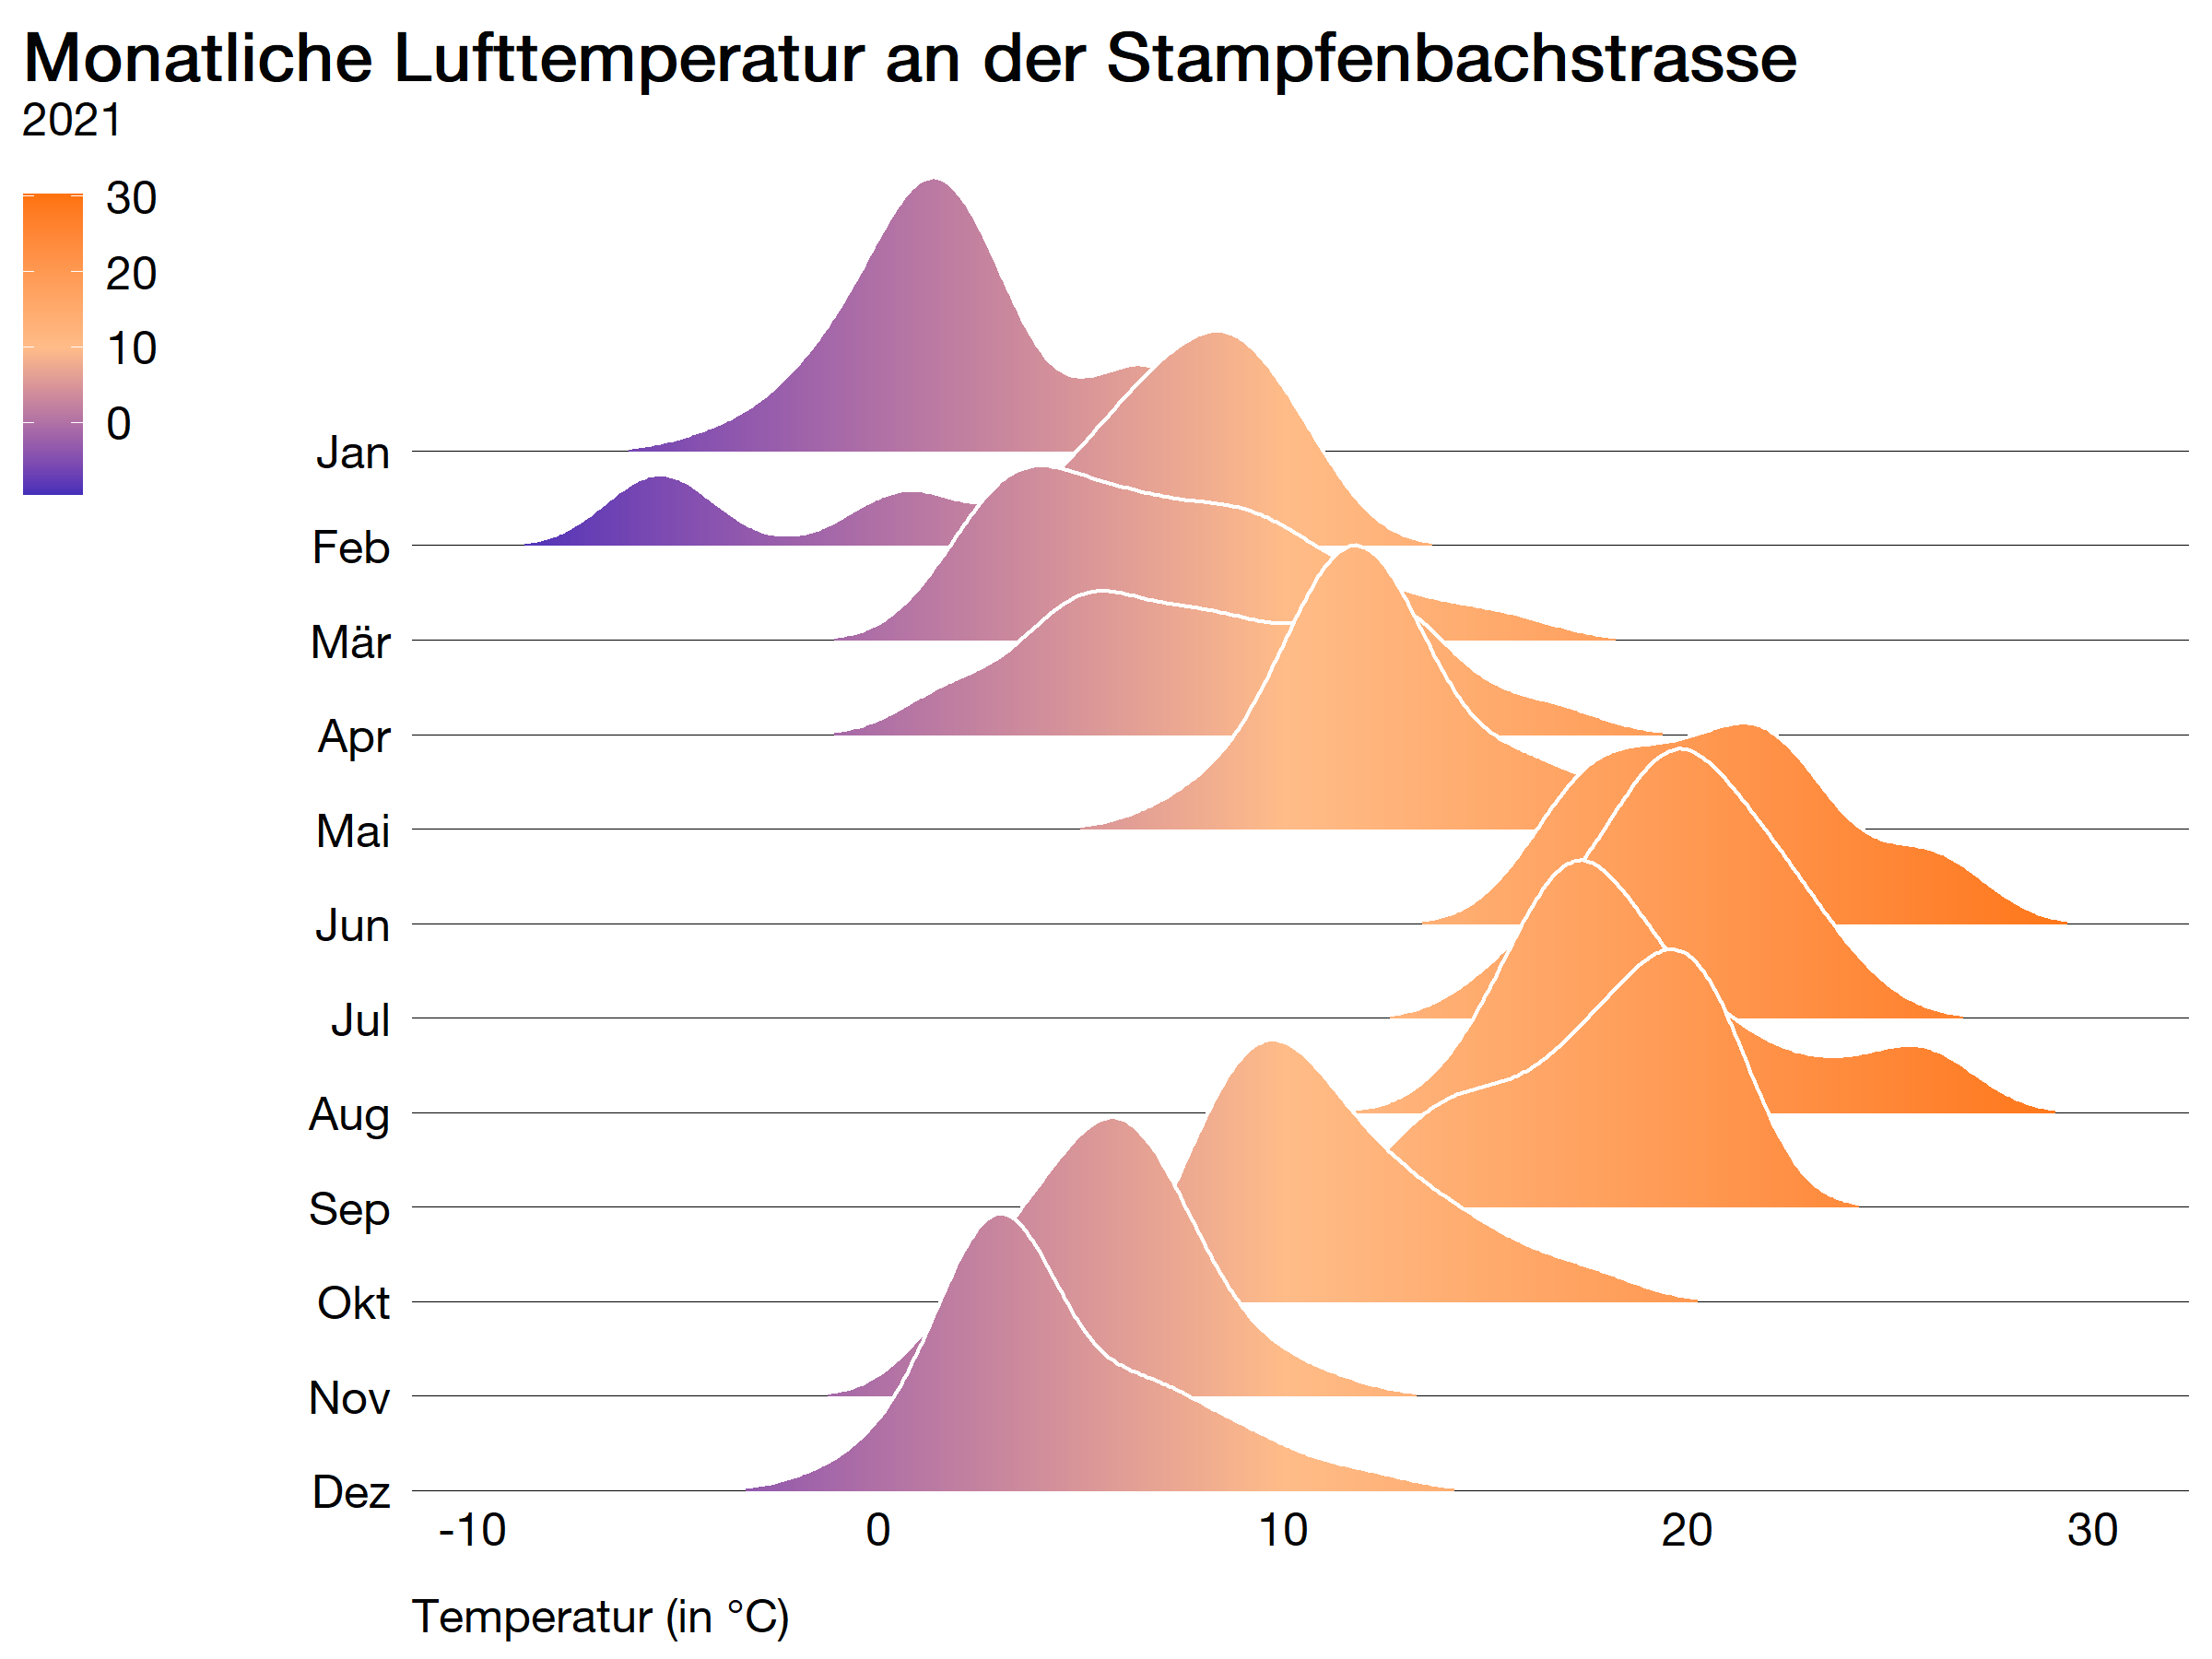 Monatliche Lufttemperatur an der Stampfenbachstrasse
2021
30
20
10
0
Jan
Feb
Mär
Apr
Mai
Jun
Jul
Aug
Sep
Okt
Nov
Dez
-10 0 10 20 30
Temperatur (in °C)